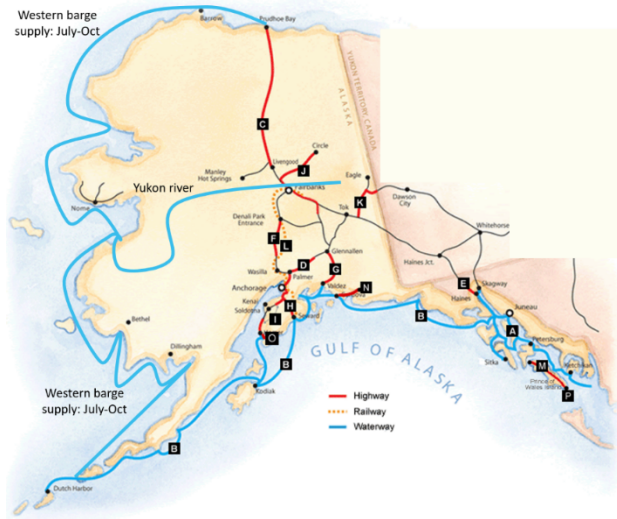 Western barge
supply: July-Oct
Barrow
Prudhoe Bay
YUKON TERRITORY, CANADA
ALASKA
C
Circle
Livengood
J
Manley
Hot Springs
Eagle
Yukon river
Fairbanks
K
Dawson
City
Nome
Tok
Denali Park
Entrance
Whitehorse
F
L
Glennallen
Haines Jct.
D
G
Wasilla
Palmer
Valdez
N
E
Skagway
Anchorage
Haines
Kenai
H
Soldotna
I
Seward
B
Juneau
A
Bethel
O
Petersburg
Dillingham
GULF OF ALASKA
B
Sitka
M
Ketchikan
Prince of
P
Western barge
supply: July-Oct
Kodiak
Highway
Railway
Waterway
B
Dutch Harbor